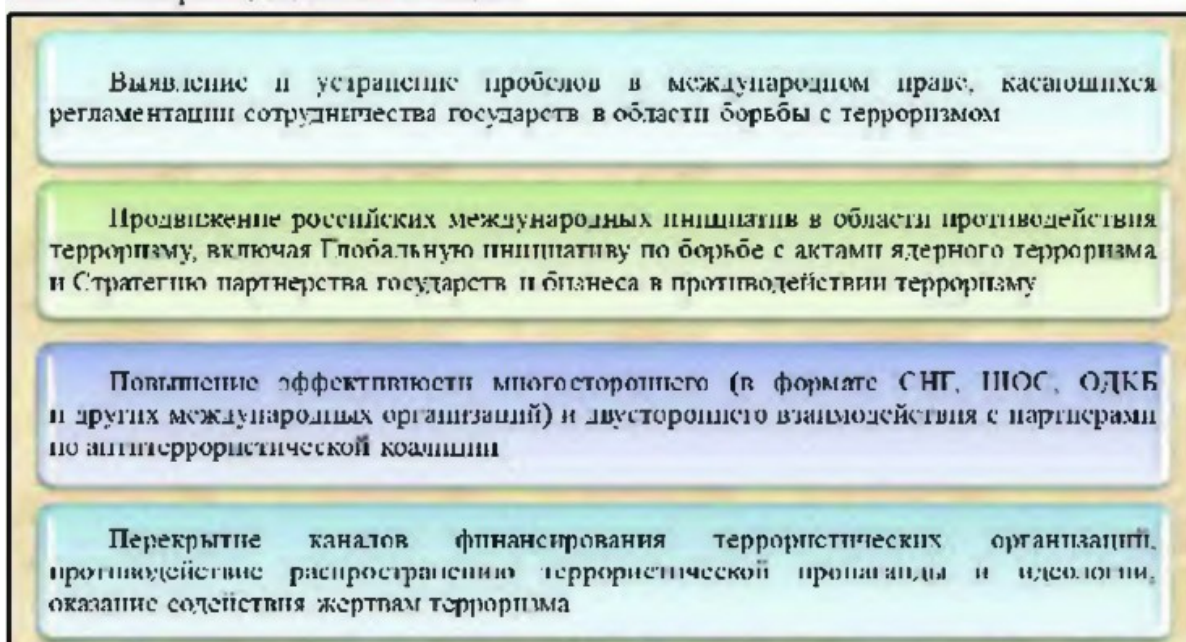 Выявление и устранение пробелов в международном праве, касающихся
регламентации сотрудничества государств в области борьбы с терроризмом
Продвижение российских международных инициатив в области противодействия
терроризму, включая Глобальную инициативу по борьбе с актами ядерного терроризма
и Стратегию партнерства государств и бизнеса в противодействии терроризму
Повышение эффективности многостороннего (в формате СНГ, ШОС, ОДКБ
и других международных организаций) и двустороннего взаимодействия с партнерами
по антитеррористической коалиции
Перекрытие каналов финансирования террористических организаций,
противодействие распространению террористической пропаганды и идеологии,
оказание содействия жертвам терроризма